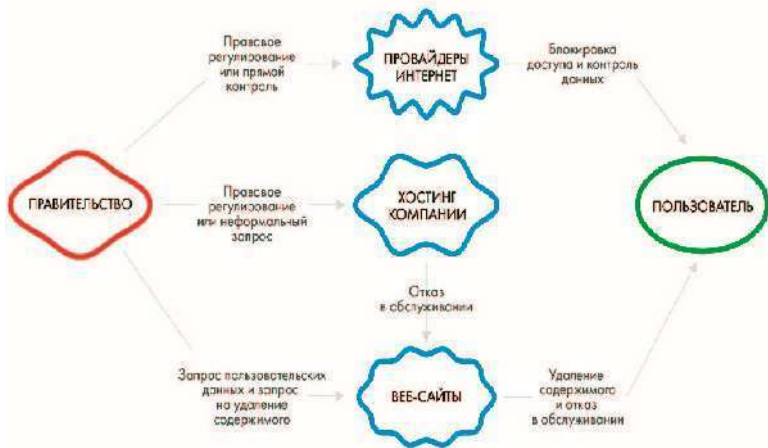 Правовое
регулирование
или прямой
контроль
ПРОВАЙДЕРЫ
ИНТЕРНЕТ
Блокировка
доступа и контроль
данных
ПРАВИТЕЛЬСТВО
Правовое
регулирование
или неформальный
запрос
ХОСТИНГ
КОМПАНИИ
ПОЛЬЗОВАТЕЛЬ
Отказ
в обслуживании
Запрос пользовательских
данных и запрос
на удаление
содержимого
ВЕБ-САЙТЫ
Удаление
содержимого
и отказ
в обслуживании